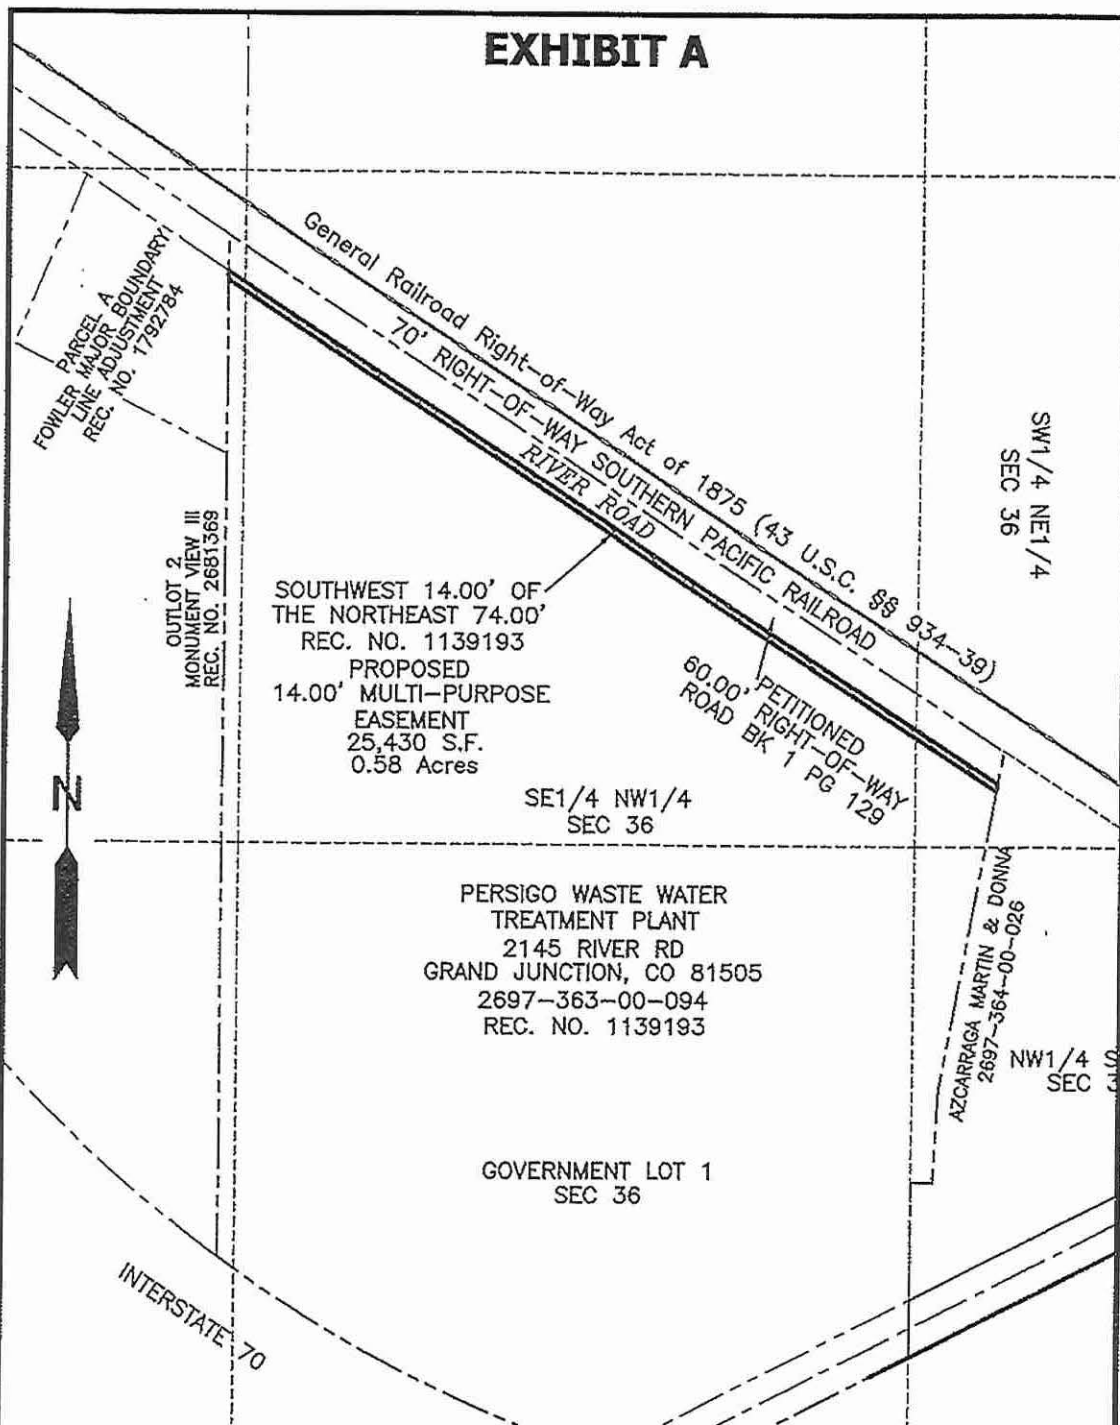 EXHIBIT A
General Railroad Right-of-Way Act of 1875 (43 U.S.C. §§ 934-39)
70' RIGHT-OF-WAY SOUTHERN PACIFIC RAILROAD
RIVER ROAD
PARCEL A
FOWLER MAJOR BOUNDARY
LINE ADJUSTMENT
REC. NO. 1792784
SW1/4 NE1/4
SEC 36
OUTLOT 2
MONUMENT VIEW III
REC. NO. 2681369
SOUTHWEST 14.00' OF
THE NORTHEAST 74.00'
REC. NO. 1139193
PROPOSED
14.00' MULTI-PURPOSE
EASEMENT
25,430 S.F.
0.58 Acres
60.00' PETITIONED
RIGHT-OF-WAY
ROAD BK 1 PG 129
SE1/4 NW1/4
SEC 36
N
PERSIGO WASTE WATER
TREATMENT PLANT
2145 RIVER RD
GRAND JUNCTION, CO 81505
2697-363-00-094
REC. NO. 1139193
AZCARRAGA MARTIN & DONNA
2697-364-00-026
NW1/4
SEC
GOVERNMENT LOT 1
SEC 36
INTERSTATE 70